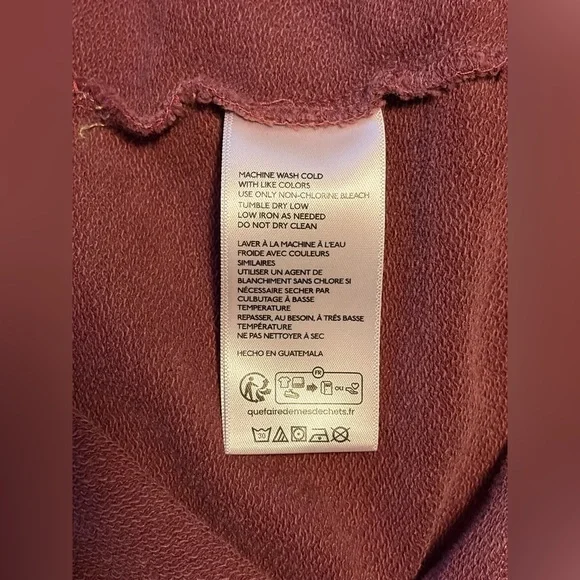 MACHINE WASH COLD
WITH LIKE COLORS
USE ONLY NON-CHLORINE BLEACH
TUMBLE DRY LOW
LOW IRON AS NEEDED
DO NOT DRY CLEAN
LAVER À LA MACHINE À L'EAU
FROIDE AVEC COULEURS
SIMILAIRES
UTILISER UN AGENT DE
BLANCHIMENT SANS CHLORE SI
NÉCESSAIRE SECHER PAR
CULBUTAGE À BASSE
TEMPERATURE
REPASSER, AU BESOIN, À TRÈS BASSE
TEMPÉRATURE
NE PAS NETTOYER À SEC
HECHO EN GUATEMALA
FR
OU
quefairedemesdechets.fr
30